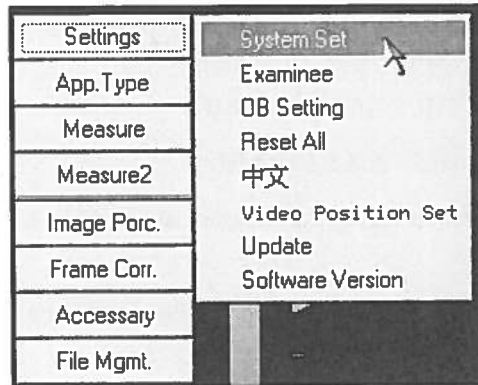 Settings
App.Type
Measure
Measure2
Image Porc.
Frame Corr.
Accessary
File Mgmt.
System Set
Examinee
OB Setting
Reset All
中文
Video Position Set
Update
Software Version